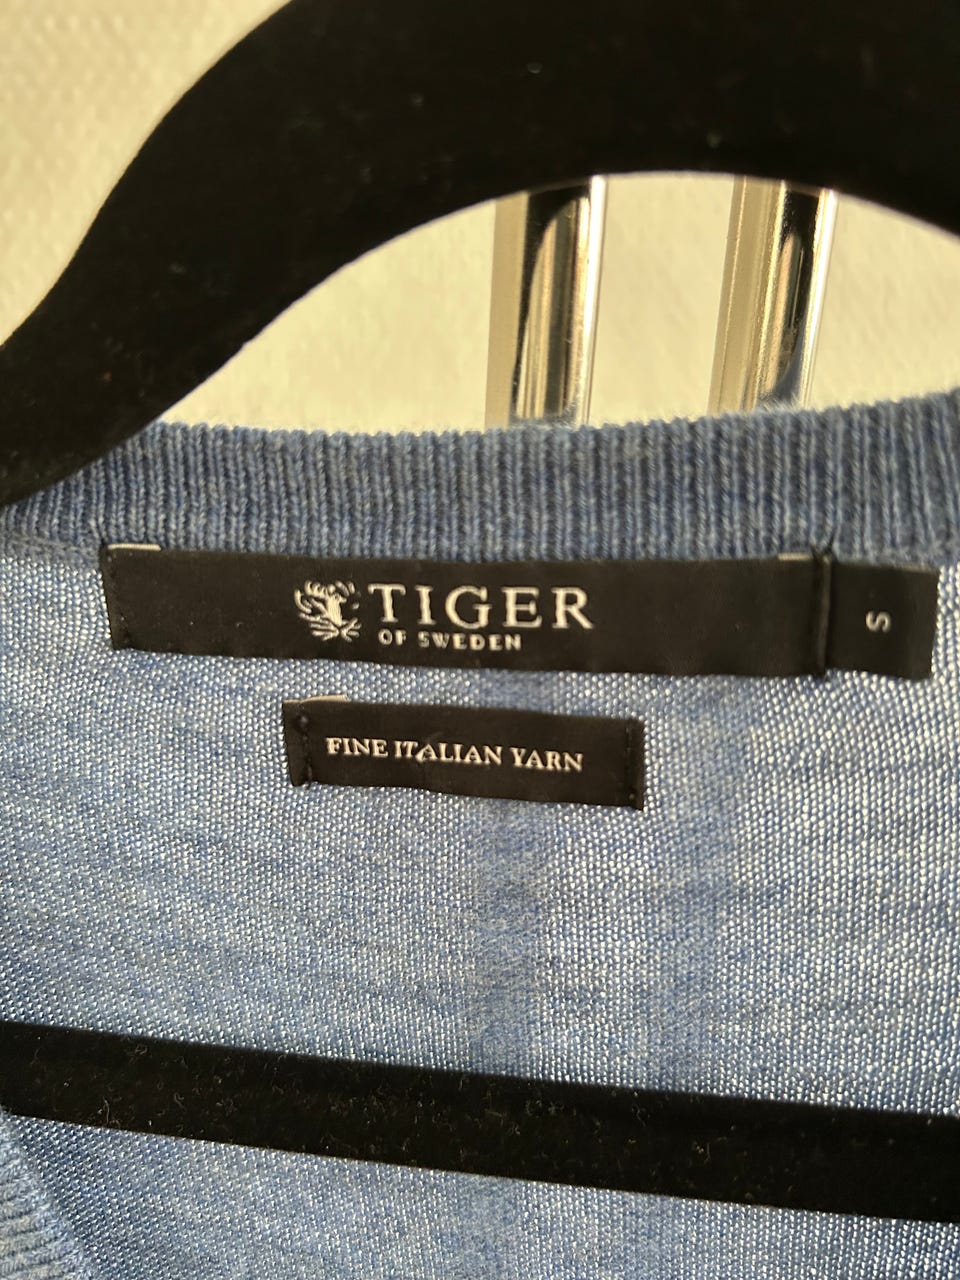 TIGER
OF SWEDEN
S
FINE ITALIAN YARN